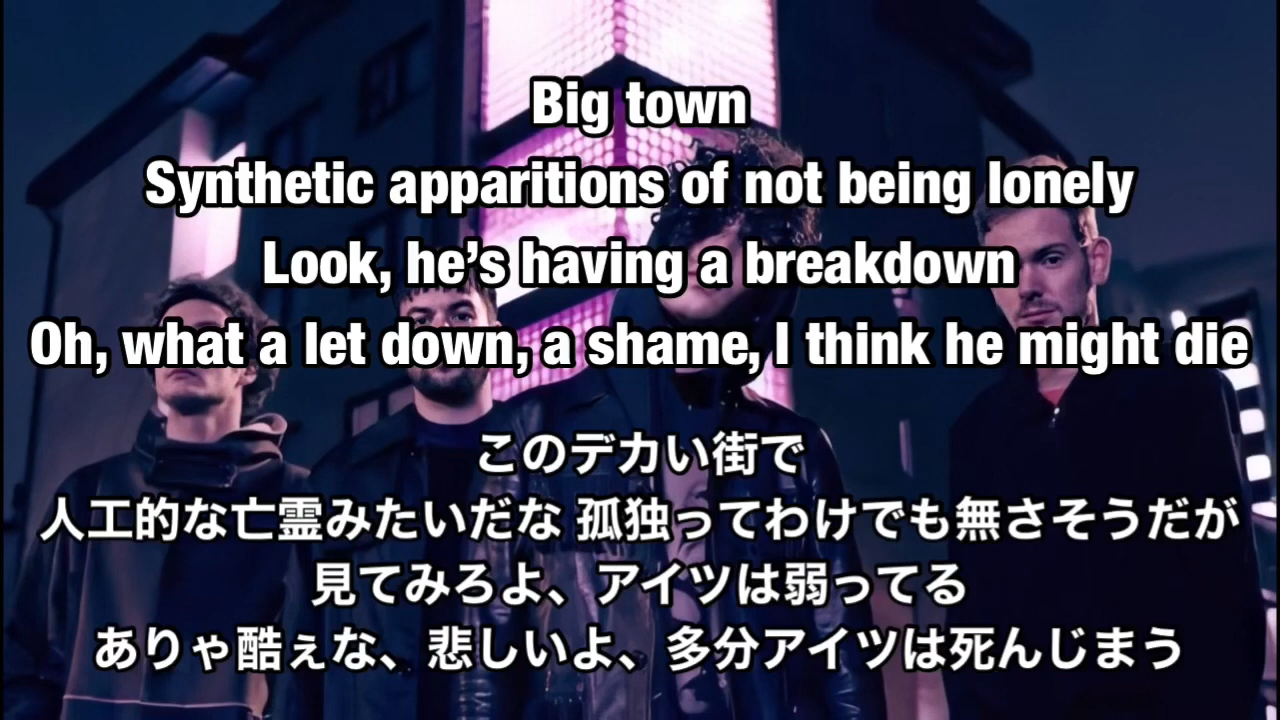 Big town
Synthetic apparitions of not being lonely
Look, he’s having a breakdown
Oh, what a let down, a shame, I think he might die
このデカい街で
人工的な亡霊みたいだな 孤独ってわけでも無さそうだが
見てみろよ、アイツは弱ってる
ありゃ酷ぇな、悲しいよ、多分アイツは死んじまう